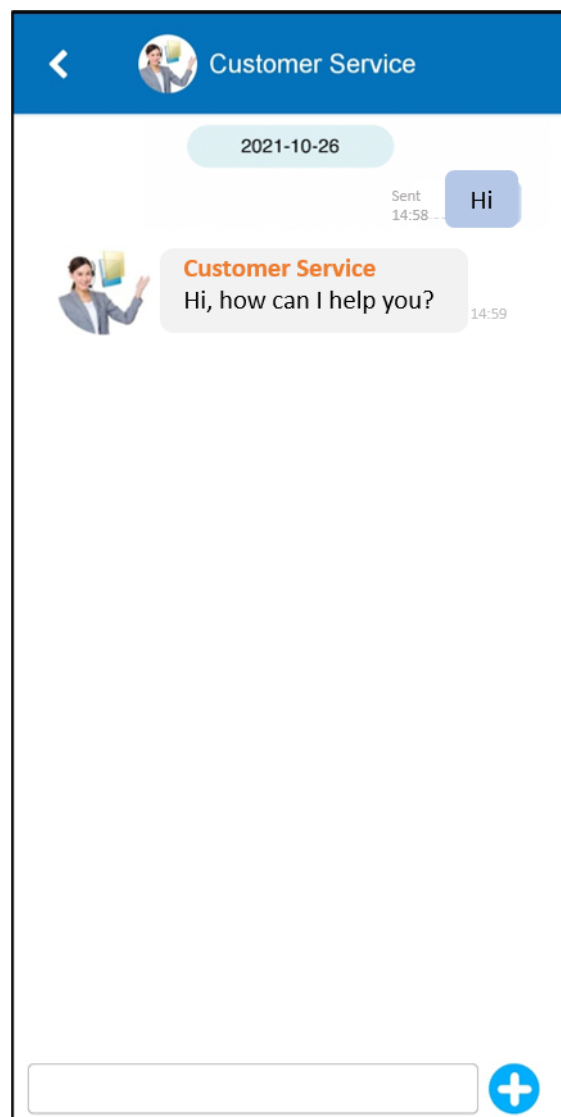 Customer Service
2021-10-26
Sent
14:58
Hi
Customer Service
Hi, how can I help you?
14:59